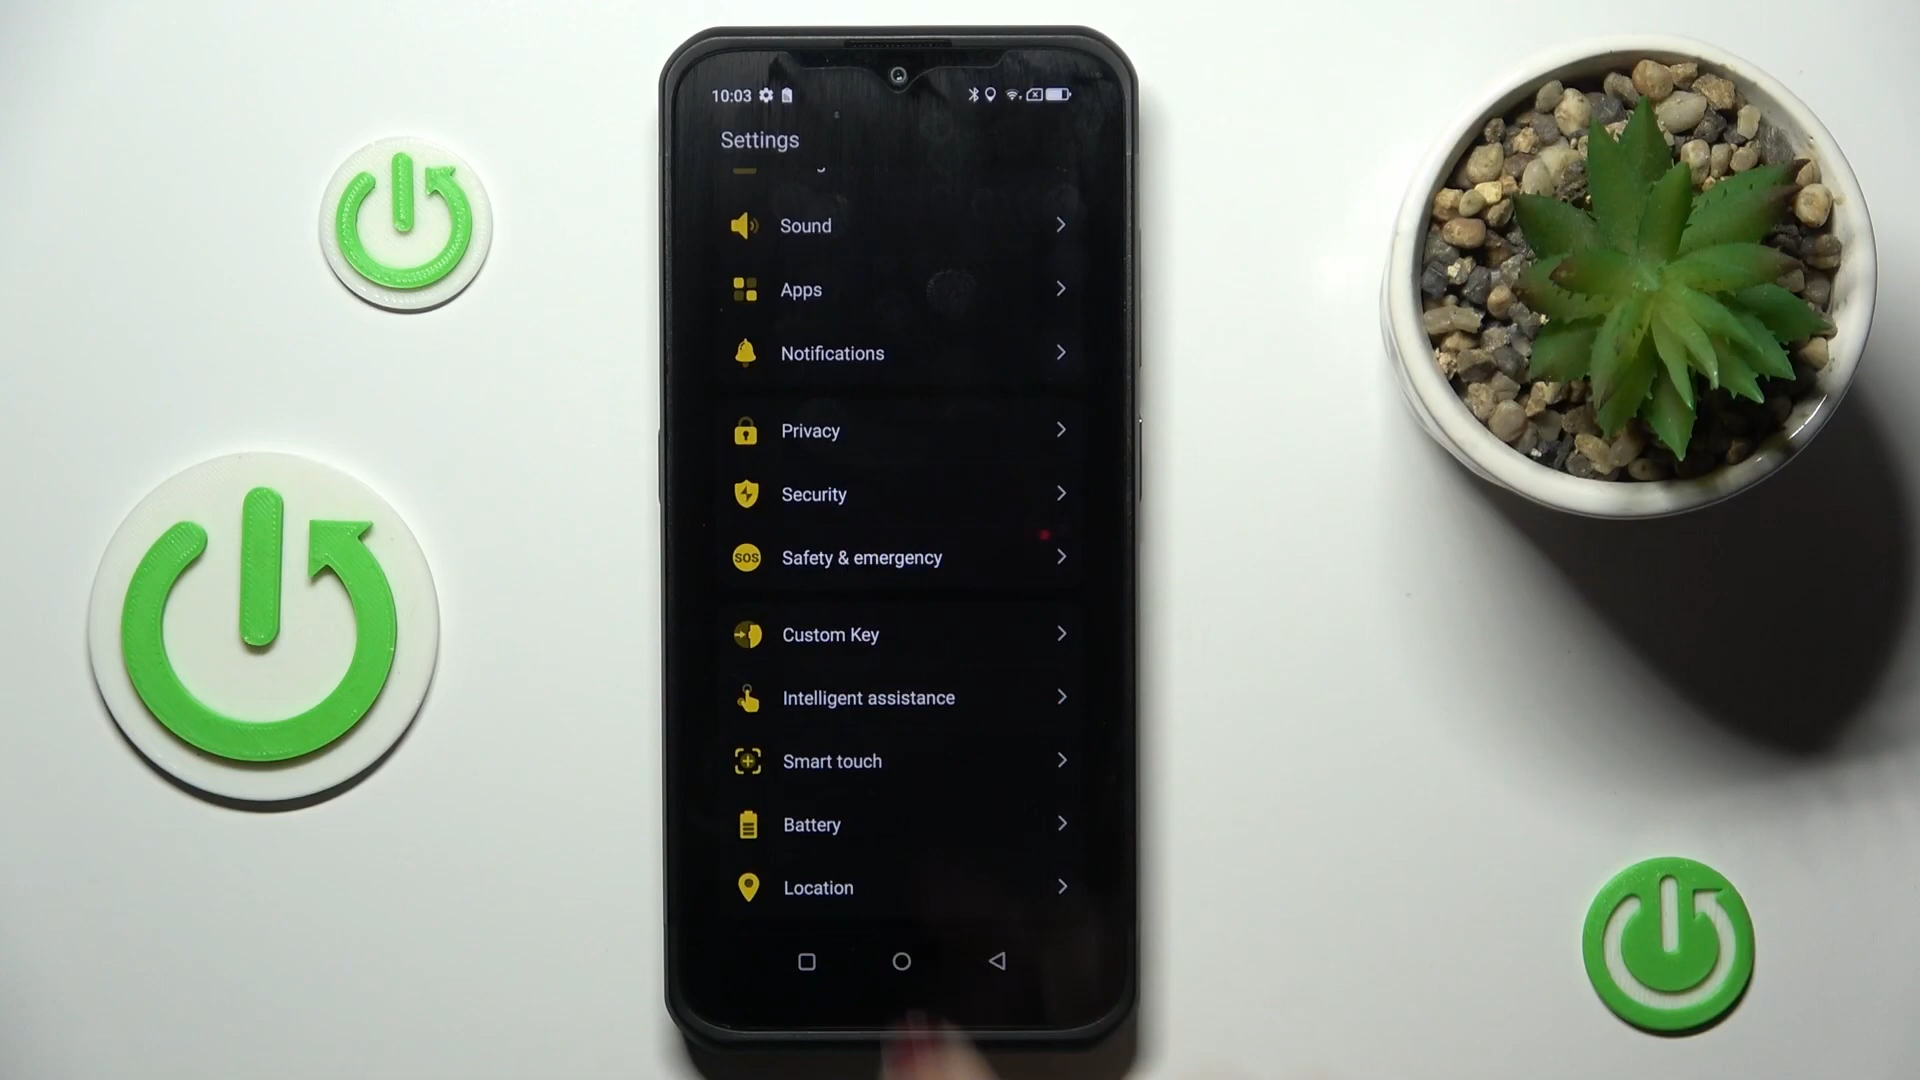 10:03
Settings
Sound
Apps
Notifications
Privacy
Security
SOS Safety & emergency
Custom Key
Intelligent assistance
Smart touch
Battery
Location